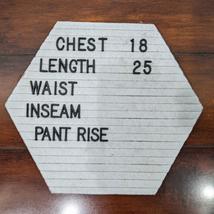 CHEST 18
LENGTH 25
WAIST
INSEAM
PANT RISE